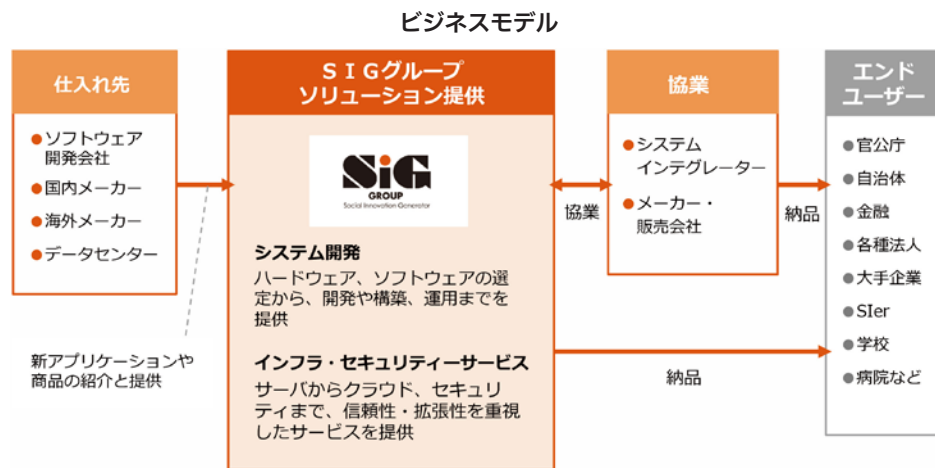 ビジネスモデル
仕入れ先
●ソフトウェア
開発会社
●国内メーカー
●海外メーカー
●データセンター
新アプリケーションや
商品の紹介と提供
ＳＩＧグループ
ソリューション提供
SiG
GROUP
Social Innovation Generator
システム開発
ハードウェア、ソフトウェアの選
定から、開発や構築、運用までを
提供
インフラ・セキュリティーサービス
サーバからクラウド、セキュリ
ティまで、信頼性・拡張性を重視
したサービスを提供
協業
協業
●システム
インテグレーター
●メーカー・
販売会社
納品
納品
エンド
ユーザー
●官公庁
●自治体
●金融
●各種法人
●大手企業
●SIer
●学校
●病院など